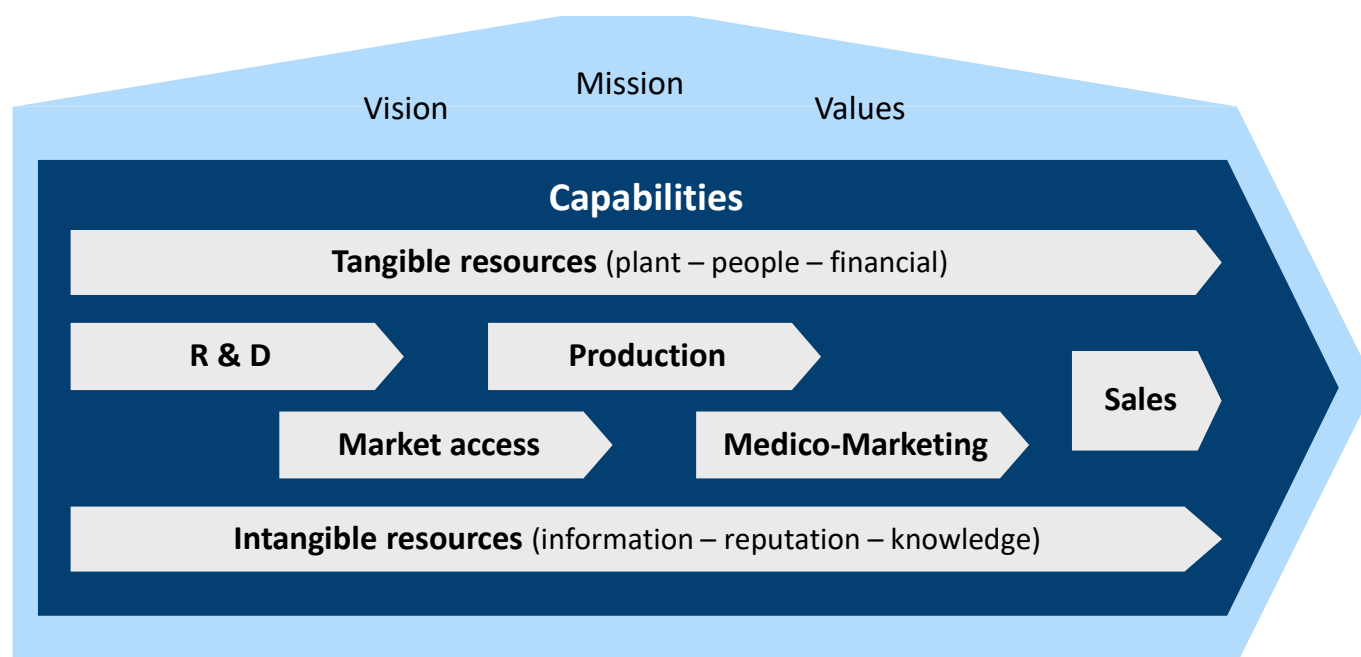 Mission
Vision
Values
Capabilities
Tangible resources (plant – people – financial)
R & D
Production
Sales
Market access
Medico-Marketing
Intangible resources (information – reputation – knowledge)